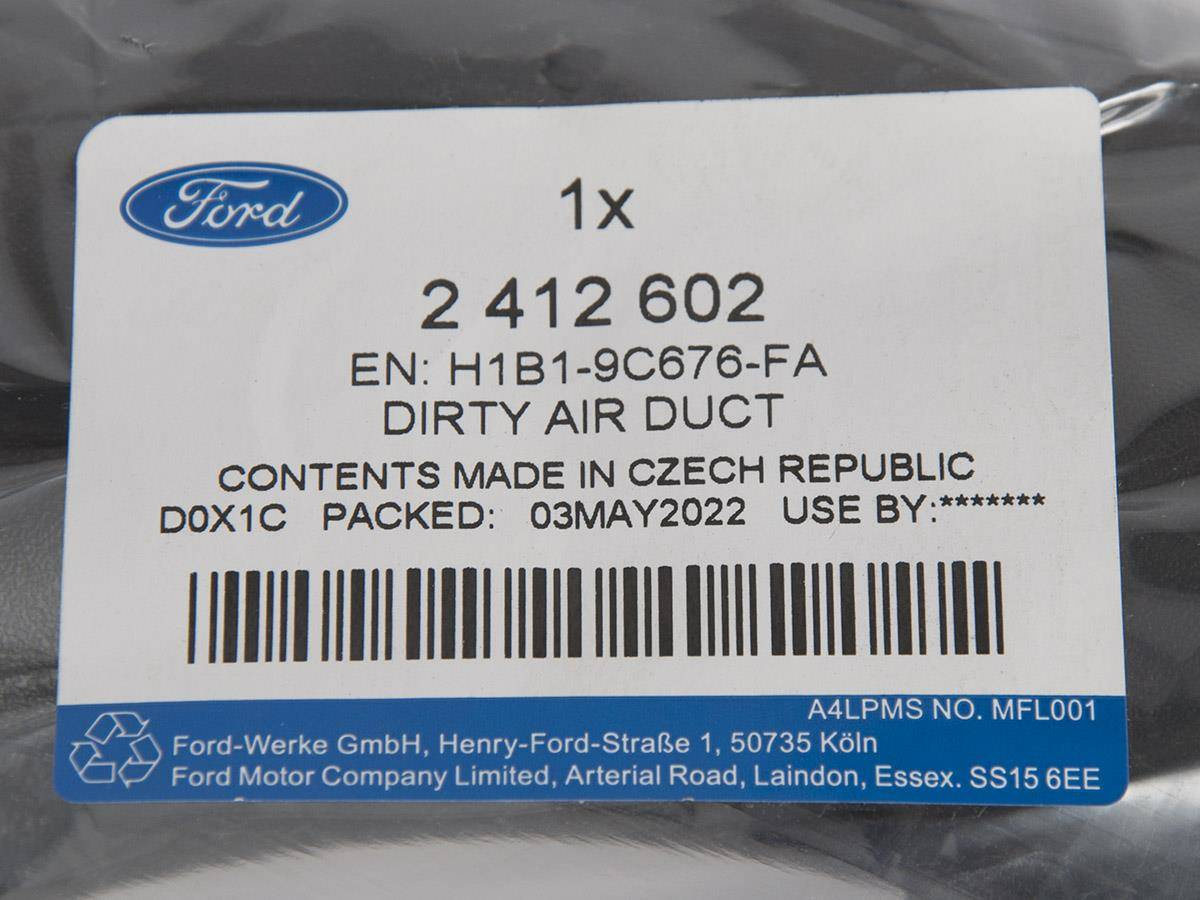 Ford
1x
2 412 602
EN: H1B1-9C676-FA
DIRTY AIR DUCT
CONTENTS MADE IN CZECH REPUBLIC
D0X1C PACKED: 03MAY2022 USE BY:*******
A4LPMS NO. MFL001
Ford-Werke GmbH, Henry-Ford-Straße 1, 50735 Köln
Ford Motor Company Limited, Arterial Road, Laindon, Essex. SS15 6EE